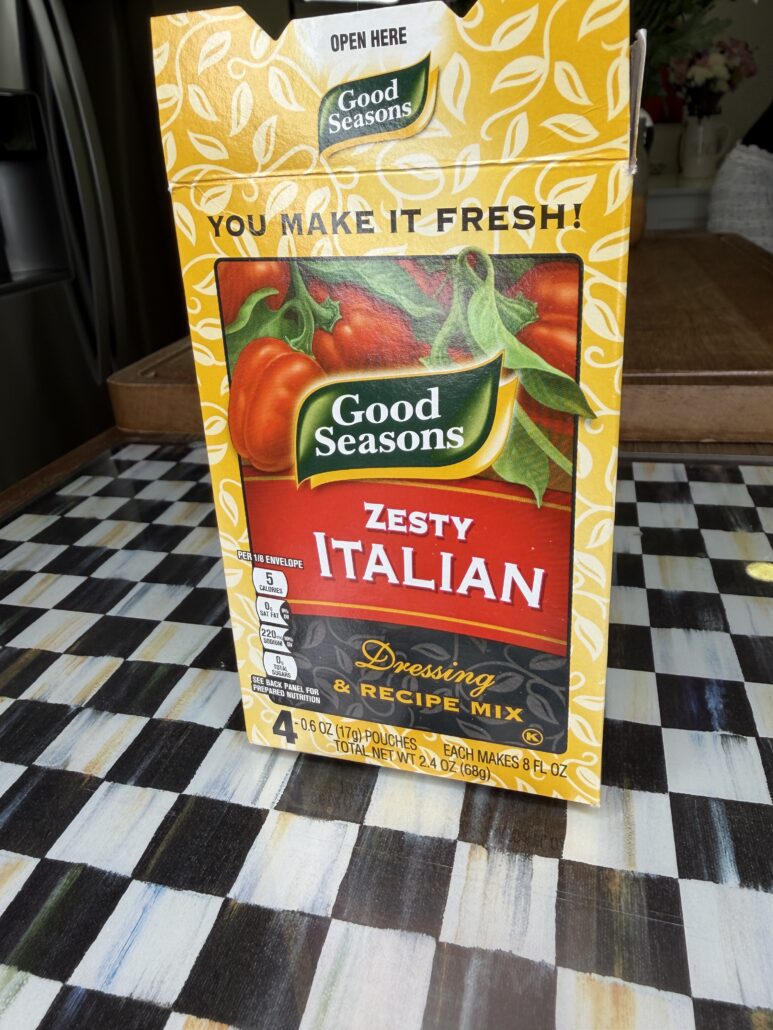 OPEN HERE
Good
Seasons
YOU MAKE IT FRESH!
Good
Seasons
ZESTY
ITALIAN
PER 1/8 ENVELOPE
5
CALORIES
0g
SAT FAT
220mg
SODIUM
0g
TOTAL
SUGARS
SEE BACK PANEL FOR
PREPARED NUTRITION
Dressing
& RECIPE MIX
K
4-0.6 OZ (17g) POUCHES EACH MAKES 8 FL OZ
TOTAL NET WT 2.4 OZ (68g)